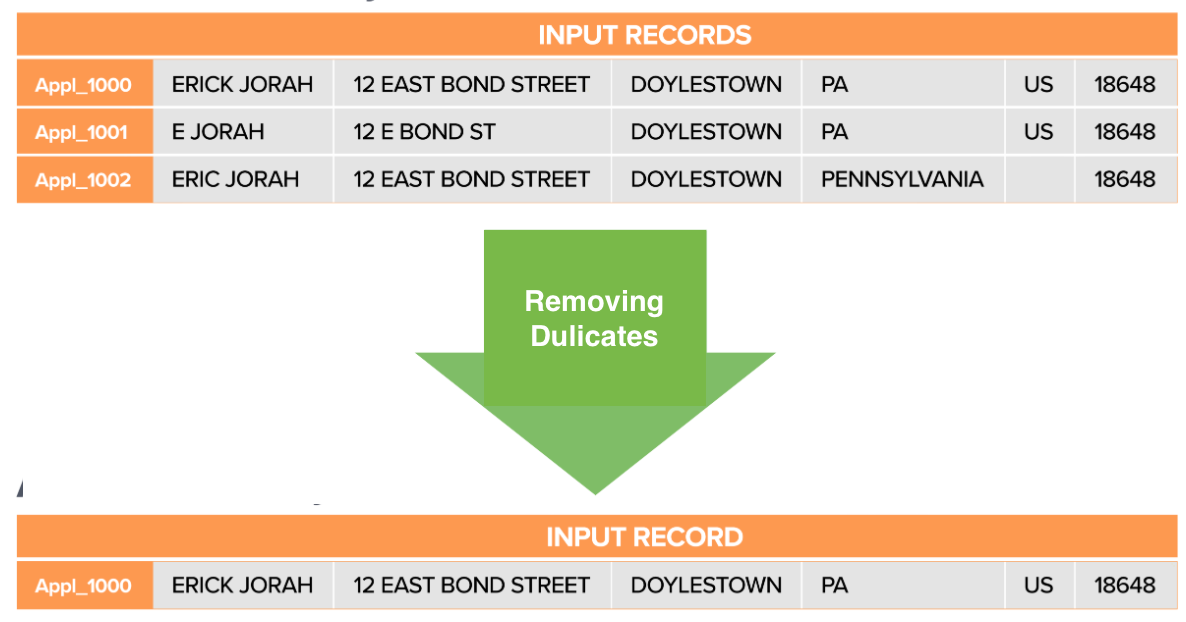 INPUT RECORDS
Appl_1000 ERICK JORAH 12 EAST BOND STREET DOYLESTOWN PA US 18648
Appl_1001 E JORAH 12 E BOND ST DOYLESTOWN PA US 18648
Appl_1002 ERIC JORAH 12 EAST BOND STREET DOYLESTOWN PENNSYLVANIA 18648
Removing
Dulicates
INPUT RECORD
Appl_1000 ERICK JORAH 12 EAST BOND STREET DOYLESTOWN PA US 18648